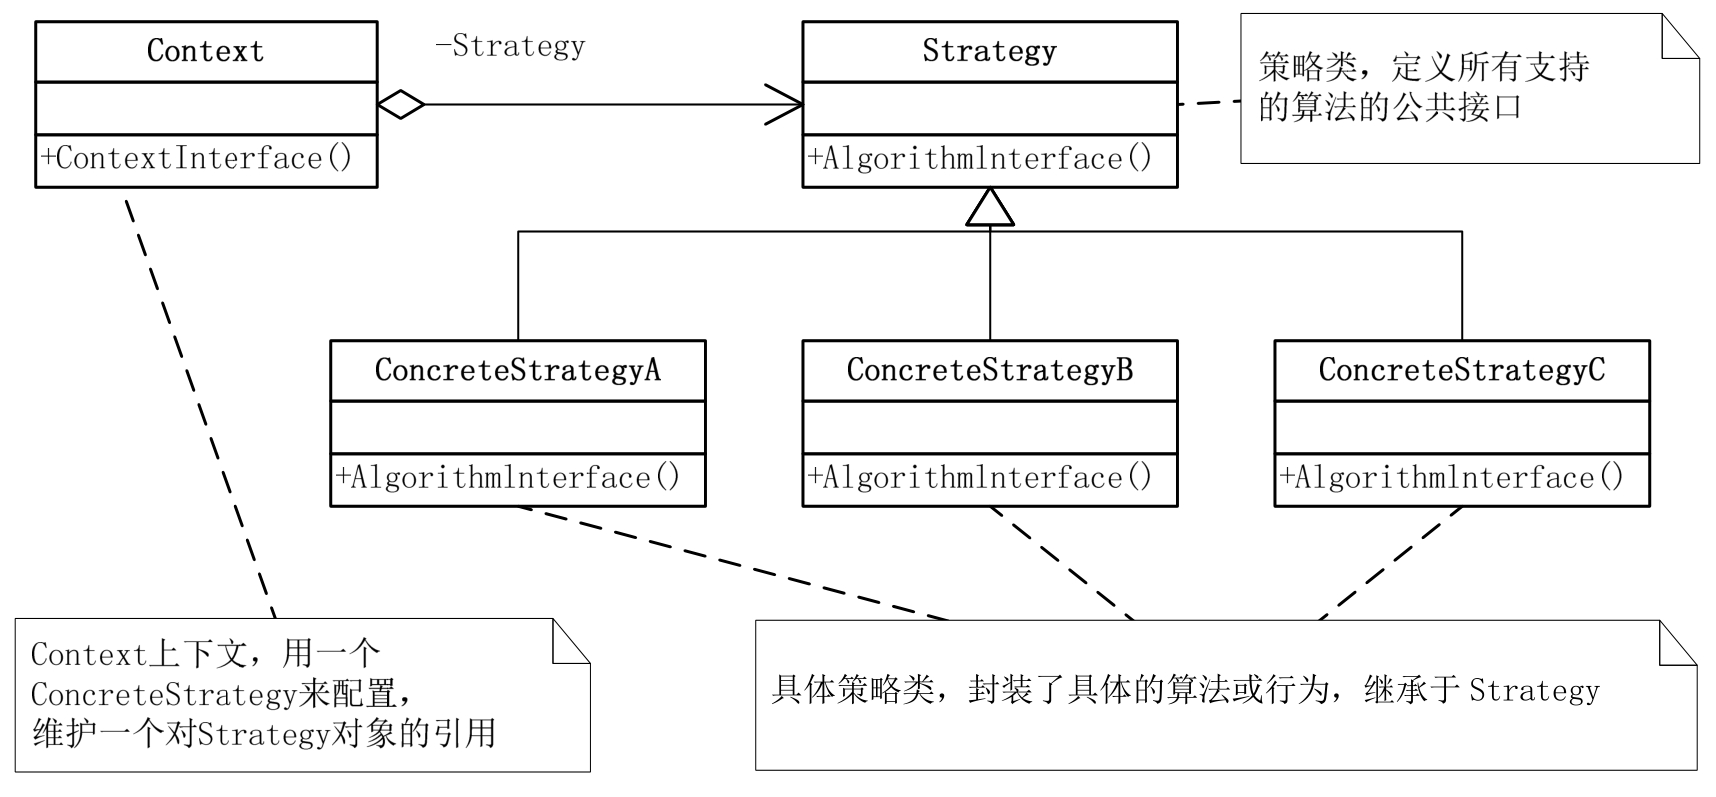 Context
-Strategy
Strategy
策略类，定义所有支持
的算法的公共接口
+ContextInterface()
+Algorithmlnterface()
ConcreteStrategyA
ConcreteStrategyB
ConcreteStrategyC
+Algorithmlnterface()
+Algorithmlnterface()
+Algorithmlnterface()
Context上下文，用一个
ConcreteStrategy来配置，
维护一个对Strategy对象的引用
具体策略类，封装了具体的算法或行为，继承于 Strategy